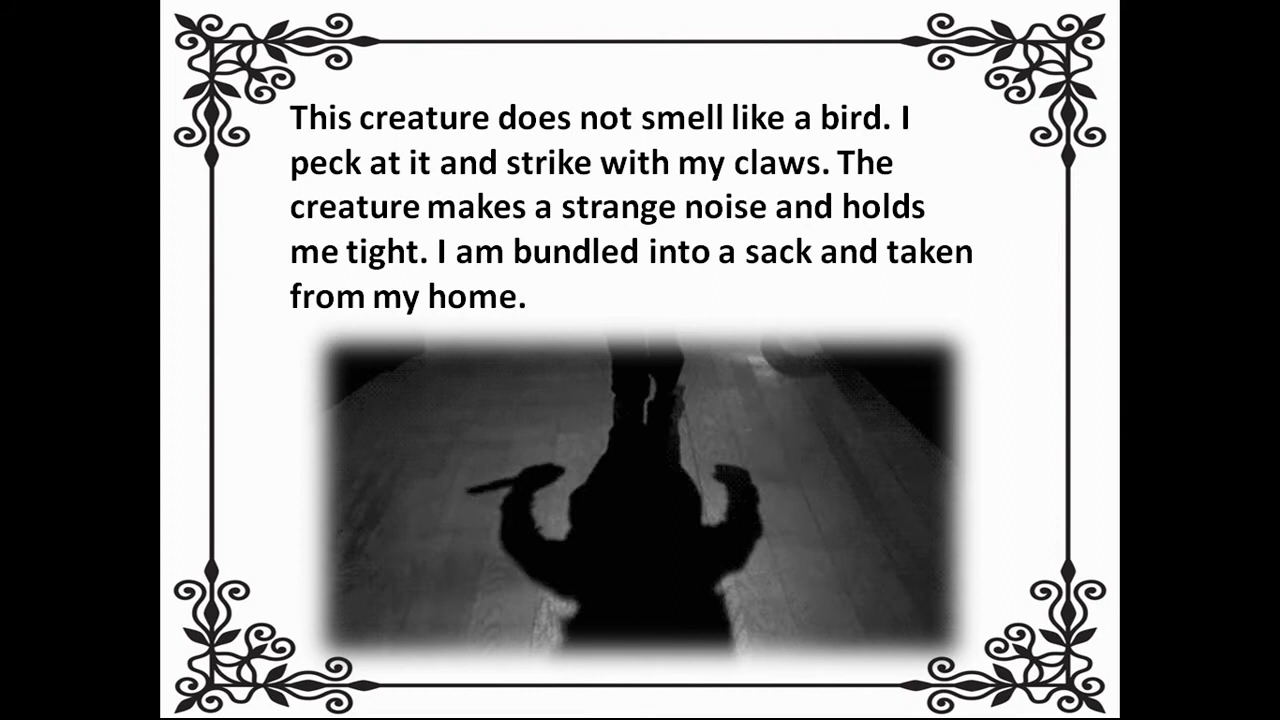 This creature does not smell like a bird. I
peck at it and strike with my claws. The
creature makes a strange noise and holds
me tight. I am bundled into a sack and taken
from my home.